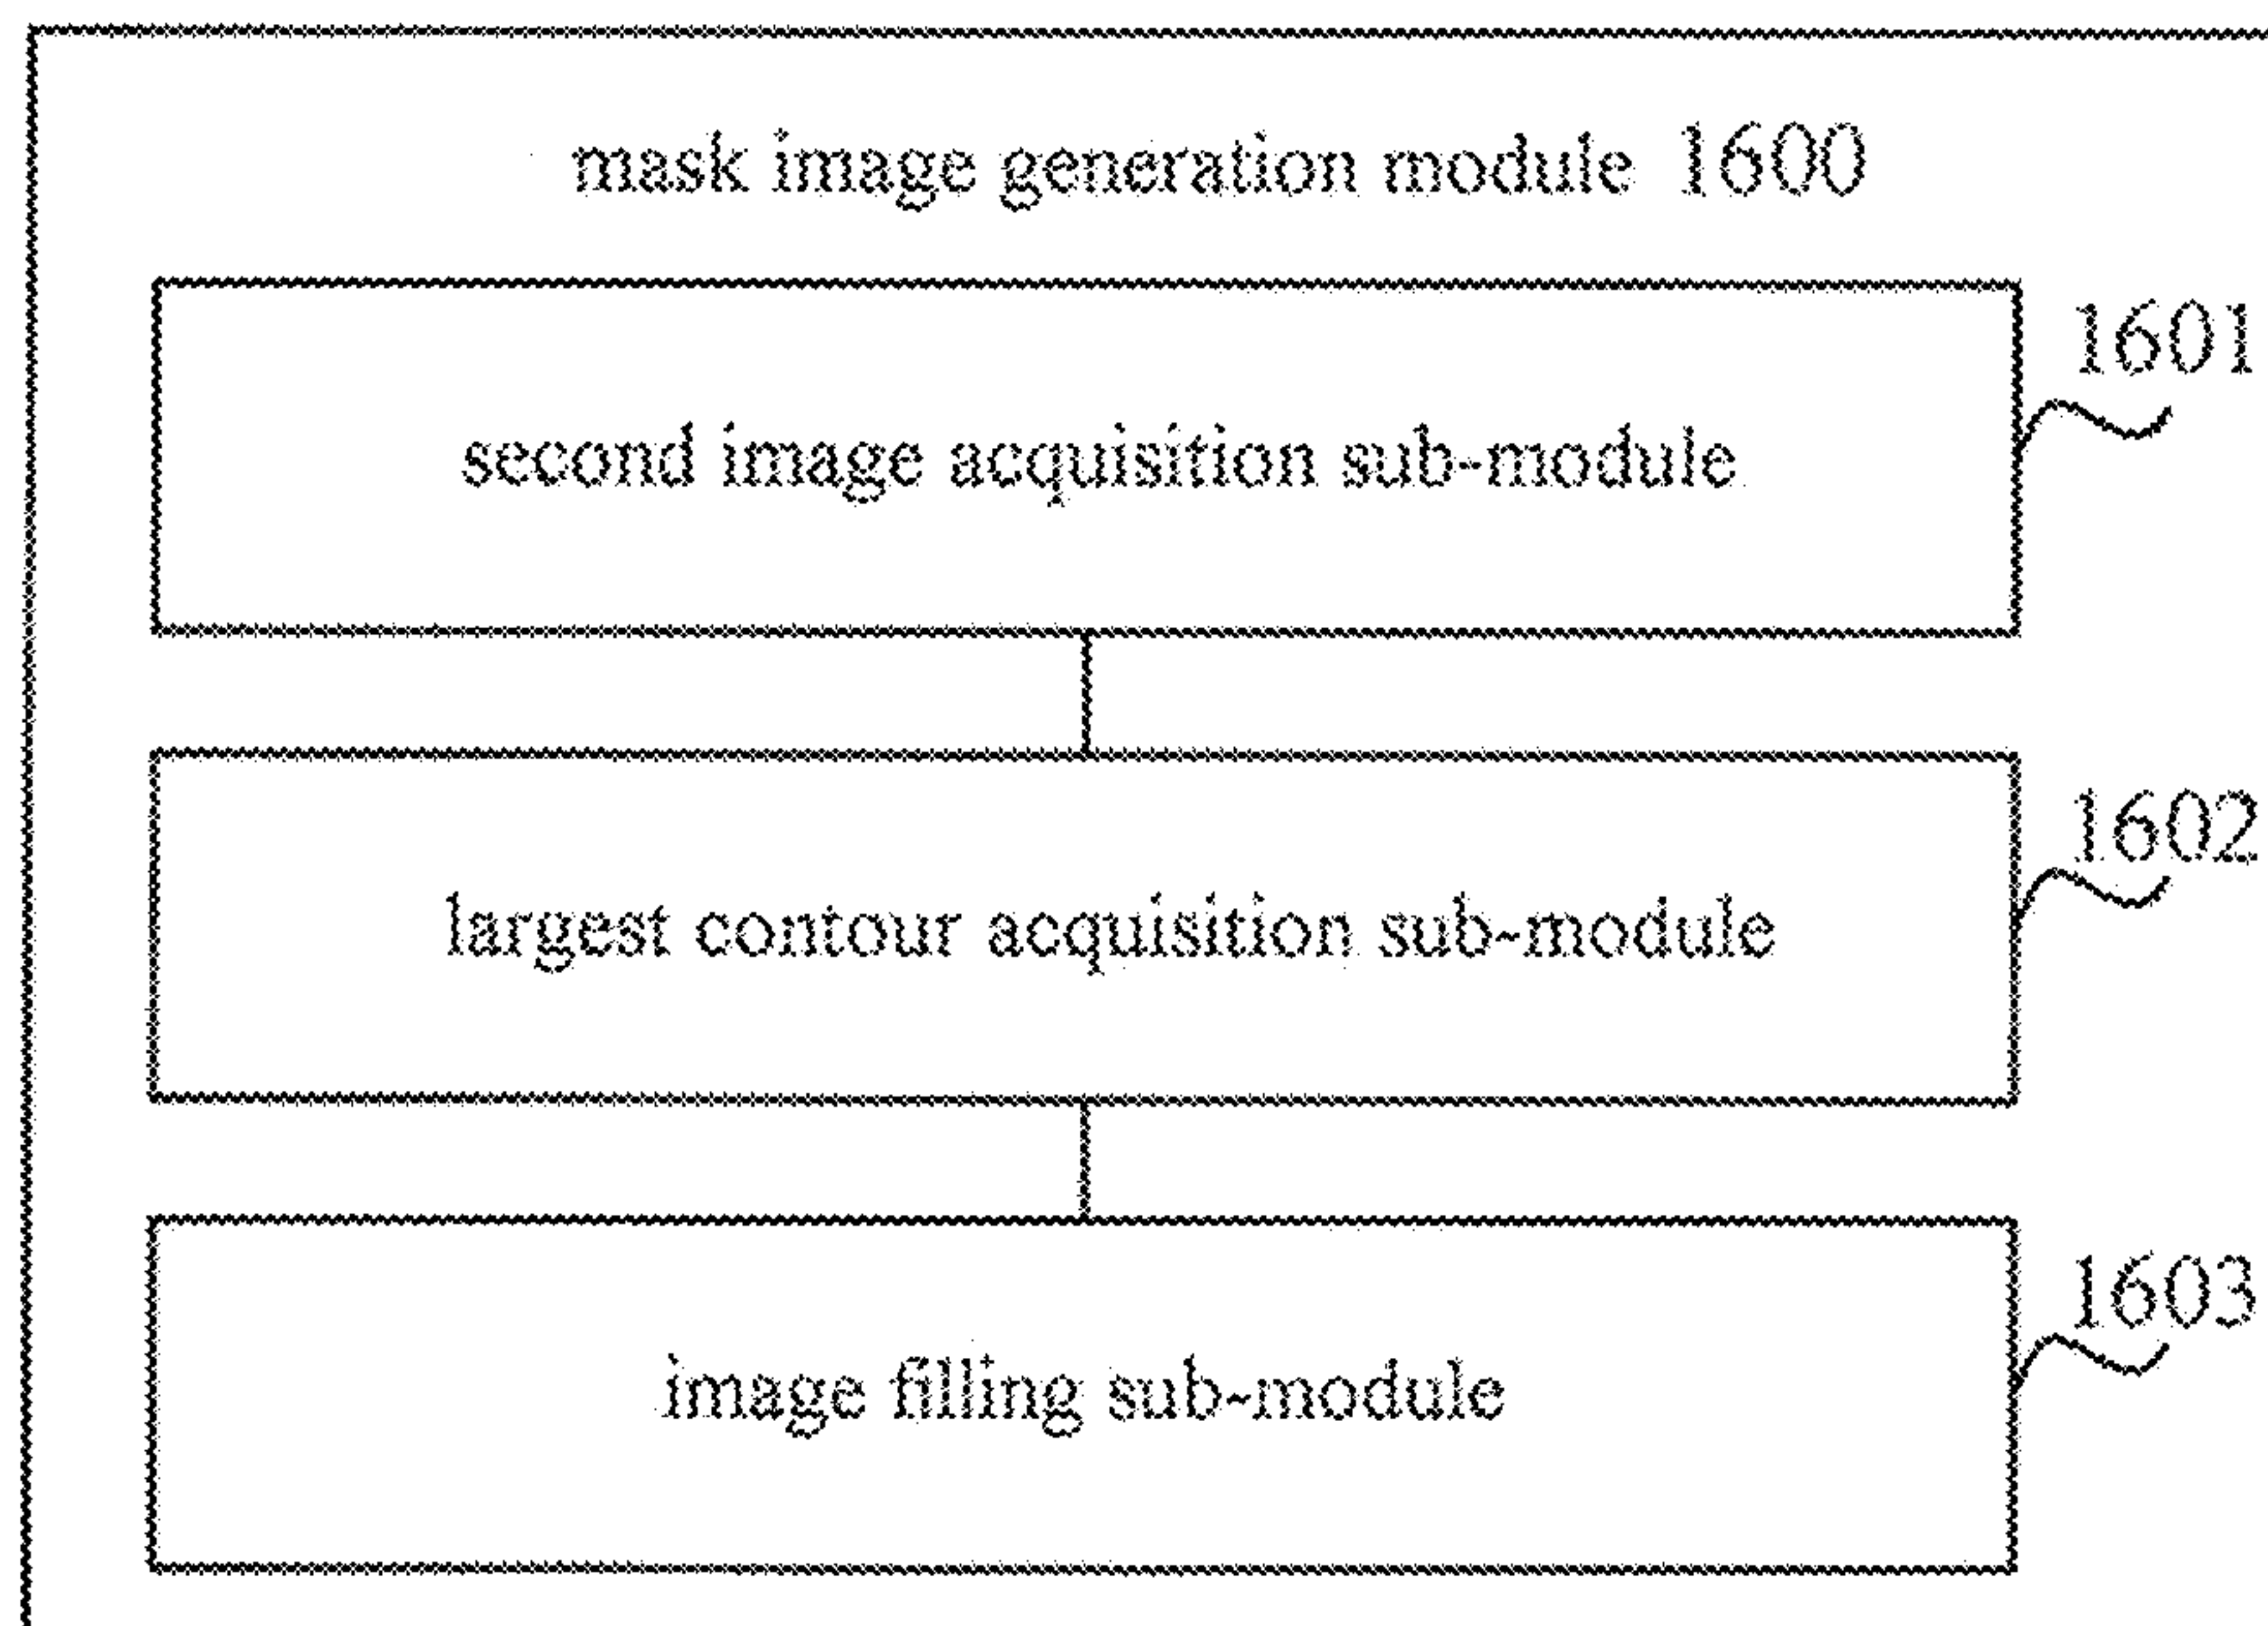 mask image generation module 1600
1601
second image acquisition sub-module
1602
largest contour acquisition sub-module
1603
image filling sub-module